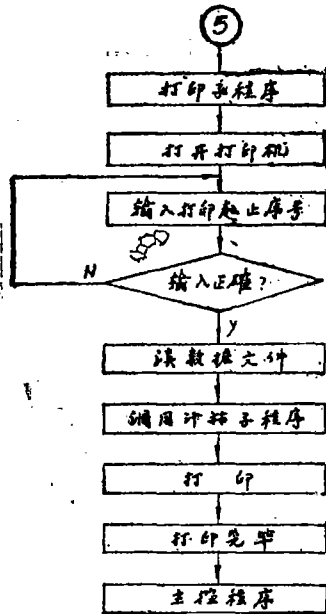 5
打印子程序
打开打印机
输入打印起止序号
输入正确?
N
Y
读数据文件
调用计算子程序
打印
打印完毕
主控程序